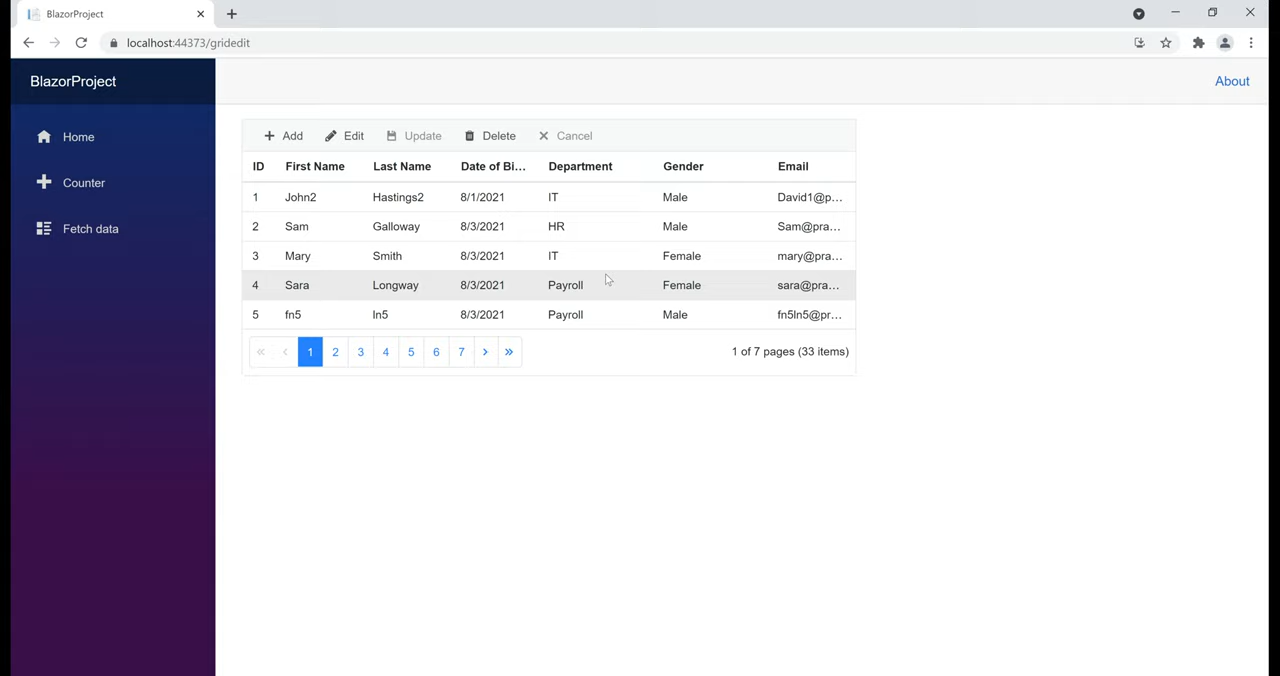 BlazorProject
localhost:44373/gridedit
BlazorProject
About
Home
Counter
Fetch data
Add Edit Update Delete Cancel
ID First Name Last Name Date of Bi... Department Gender Email
1 John2 Hastings2 8/1/2021 IT Male David1@p...
2 Sam Galloway 8/3/2021 HR Male Sam@pra...
3 Mary Smith 8/3/2021 IT Female mary@pra...
4 Sara Longway 8/3/2021 Payroll Female sara@pra...
5 fn5 ln5 8/3/2021 Payroll Male fn5ln5@pr...
1 2 3 4 5 6 7 1 of 7 pages (33 items)